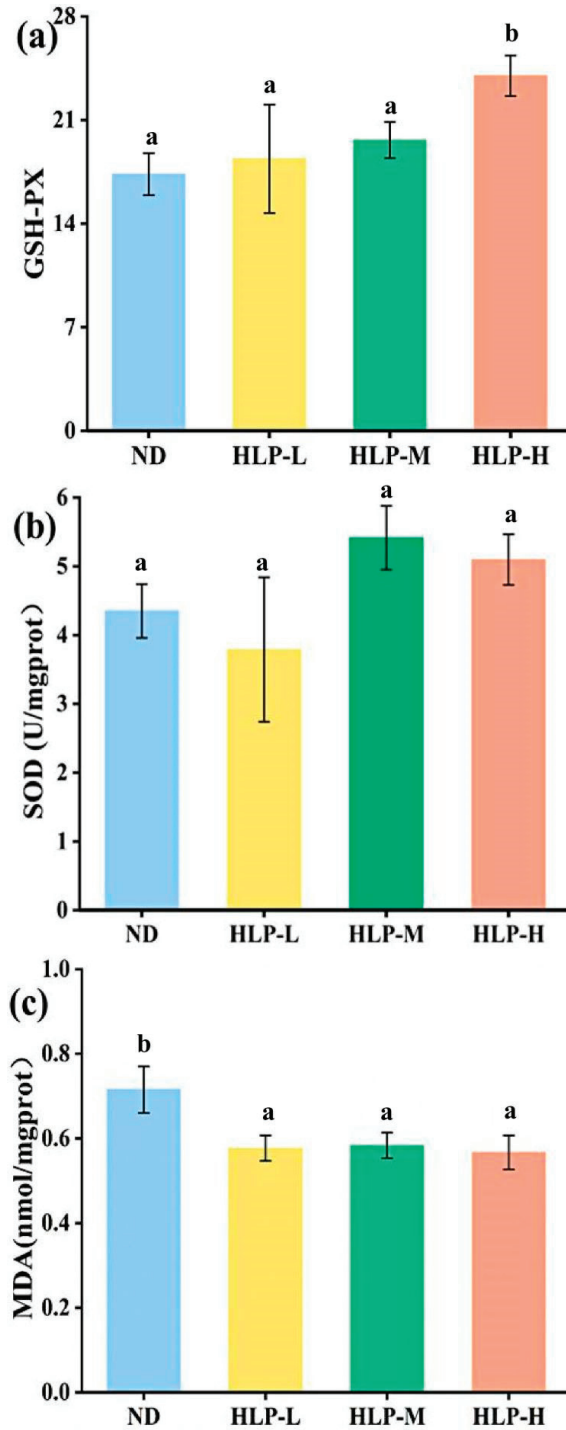 (a)
GSH-PX
28
21
14
7
0
a
a
a
b
ND HLP-L HLP-M HLP-H
(b)
SOD (U/mgprot)
6
5
4
3
2
1
0
a
a
a
a
ND HLP-L HLP-M HLP-H
(c)
MDA(nmol/mgprot)
1.0
0.8
0.6
0.4
0.2
0.0
b
a
a
a
ND HLP-L HLP-M HLP-H